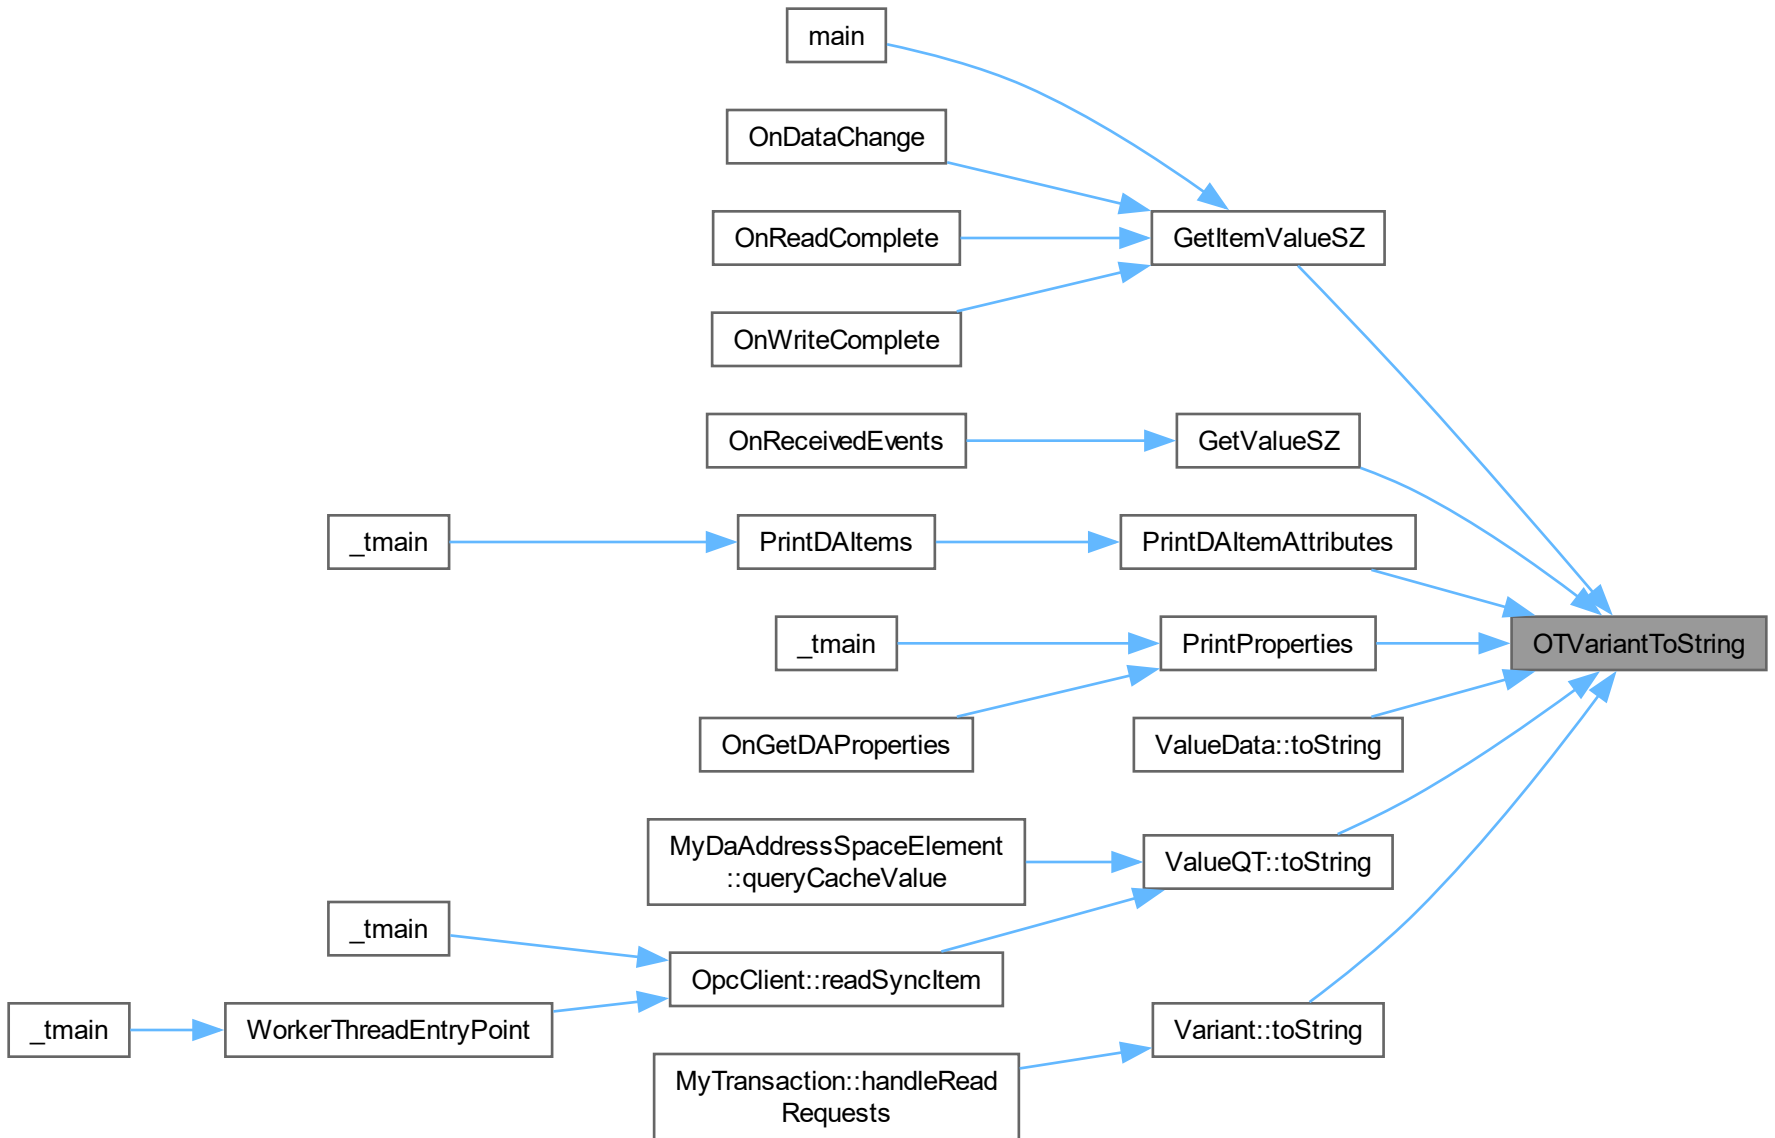 main
OnDataChange
OnReadComplete
GetItemValueSZ
OnWriteComplete
OnReceivedEvents
GetValueSZ
_tmain
PrintDAItems
PrintDAItemAttributes
_tmain
PrintProperties
OTVariantToString
OnGetDAProperties
ValueData::toString
MyDaAddressSpaceElement
::queryCacheValue
ValueQT::toString
_tmain
OpcClient::readSyncItem
_tmain
WorkerThreadEntryPoint
Variant::toString
MyTransaction::handleRead
Requests